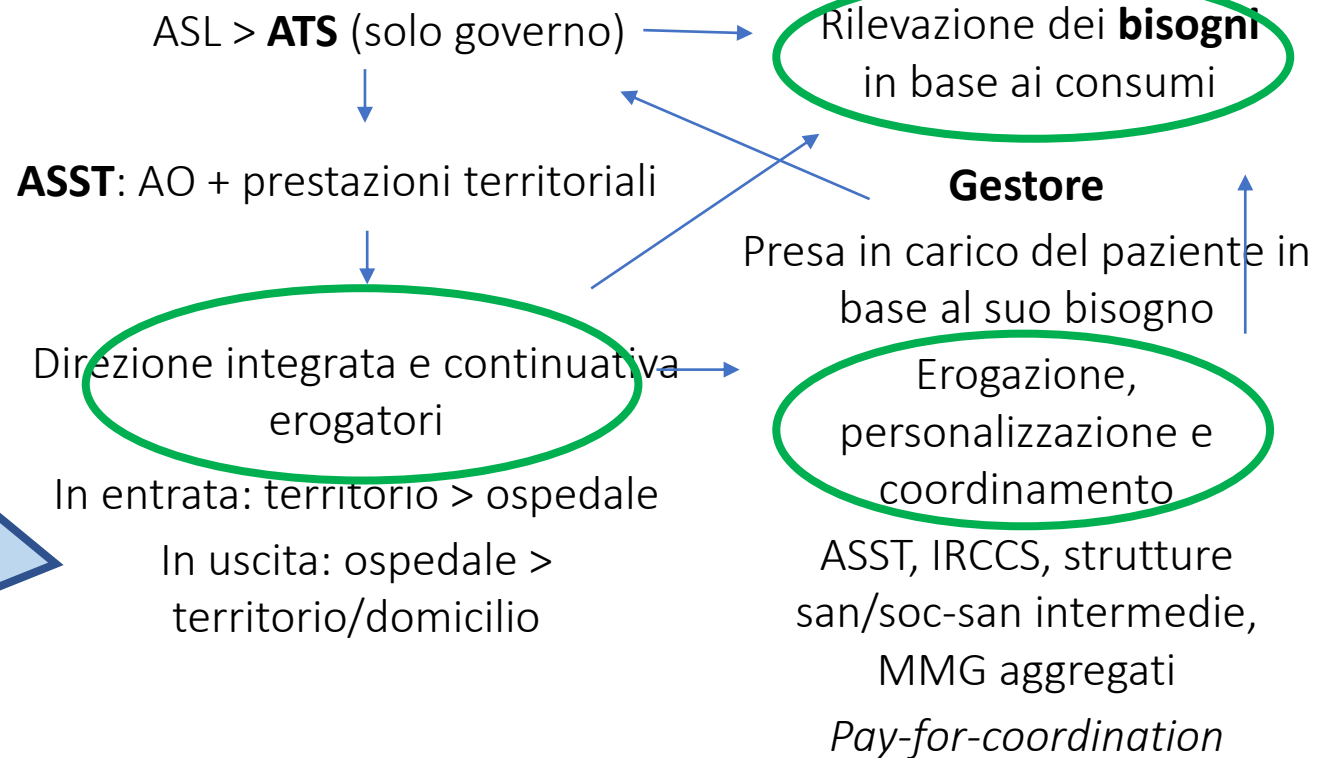 ASL > ATS (solo governo)
Rilevazione dei bisogni
in base ai consumi
ASST: AO + prestazioni territoriali
Gestore
Presa in carico del paziente in
base al suo bisogno
Direzione integrata e continuativa
erogatori
Erogazione,
personalizzazione e
coordinamento
In entrata: territorio > ospedale
In uscita: ospedale >
territorio/domicilio
ASST, IRCCS, strutture
san/soc-san intermedie,
MMG aggregati
Pay-for-coordination